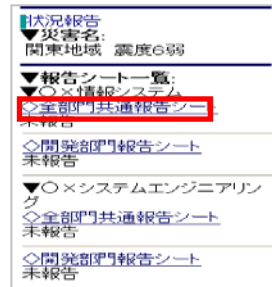 状況報告
▼災害名:
関東地域 震度6弱
▼報告シート一覧:
▼○×情報システム
◇全部門共通報告シート
未報告
◇開発部門報告シート
未報告
▼○×システムエンジニアリン
グ
◇全部門共通報告シート
未報告
◇開発部門報告シート
未報告